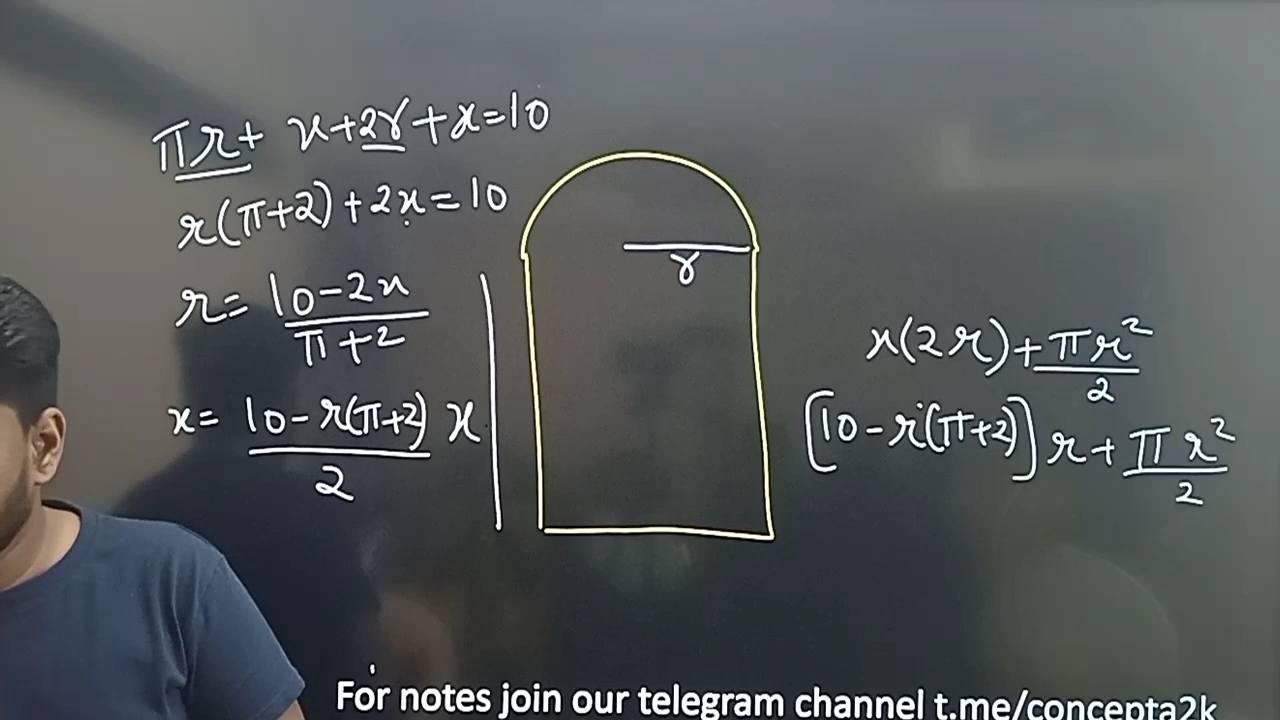 πr + x + 2r + x = 10
r(π+2) + 2x = 10
r = (10 - 2x)/(π + 2)
x = (10 - r(π+2))/2
x
r
x(2r) + πr²/2
[10 - r(π+2)] r + πr²/2
For notes join our telegram channel t.me/concepta2k